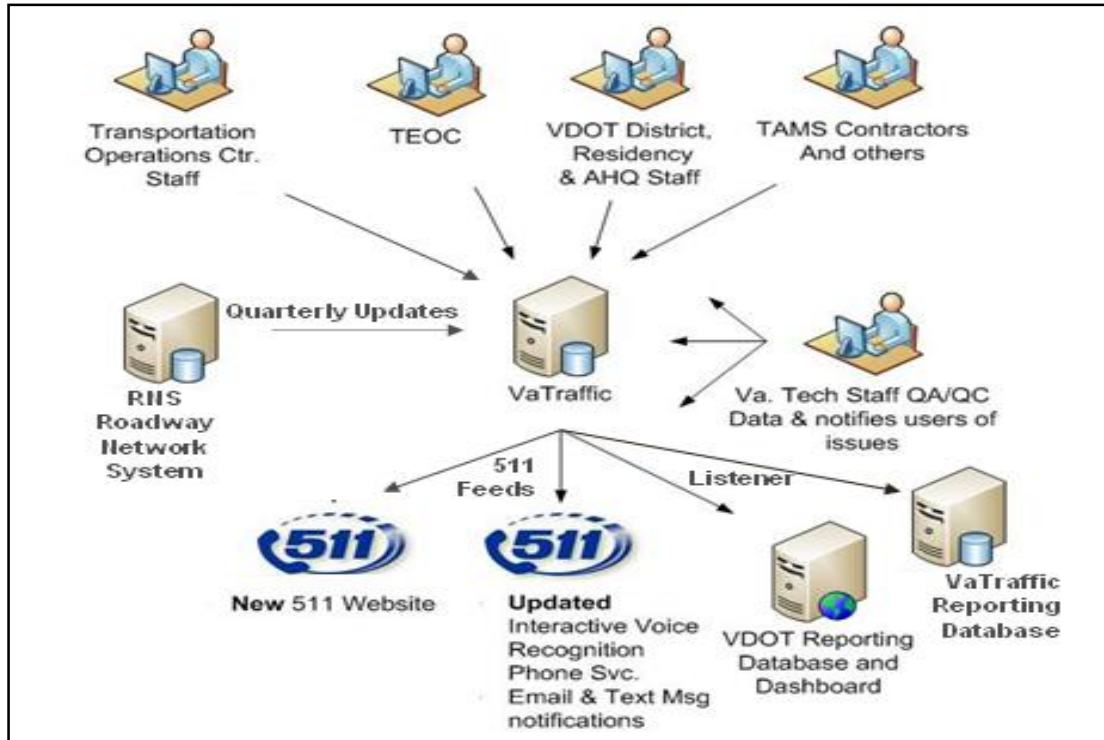 Transportation
Operations Ctr.
Staff
TEOC
VDOT District,
Residency
& AHQ Staff
TAMS Contractors
And others
Quarterly Updates
RNS
Roadway
Network
System
VaTraffic
Va. Tech Staff QA/QC
Data & notifies users of
issues
511
Feeds
Listener
511
New 511 Website
511
Updated
Interactive Voice
Recognition
Phone Svc.
Email & Text Msg
notifications
VDOT Reporting
Database and
Dashboard
VaTraffic
Reporting
Database